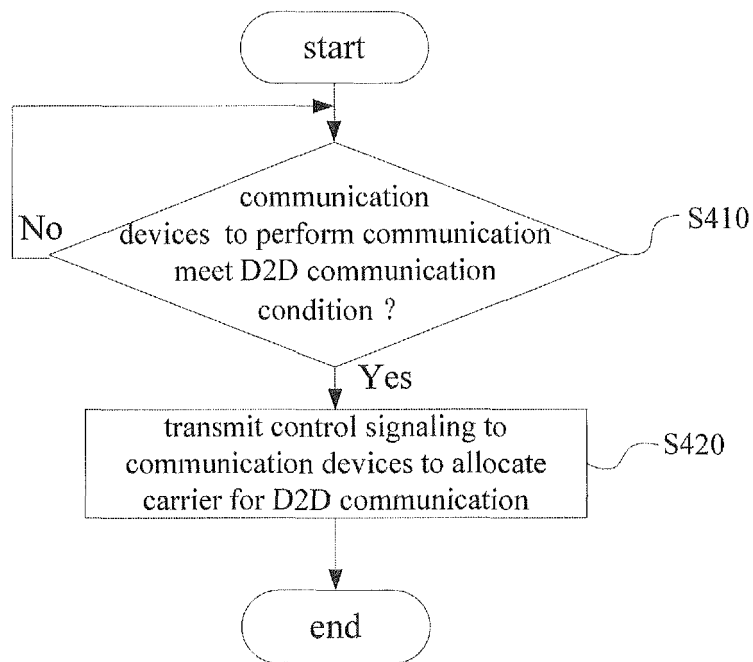 start
communication
devices to perform communication
meet D2D communication
condition ?
No
S410
Yes
transmit control signaling to
communication devices to allocate
carrier for D2D communication
S420
end